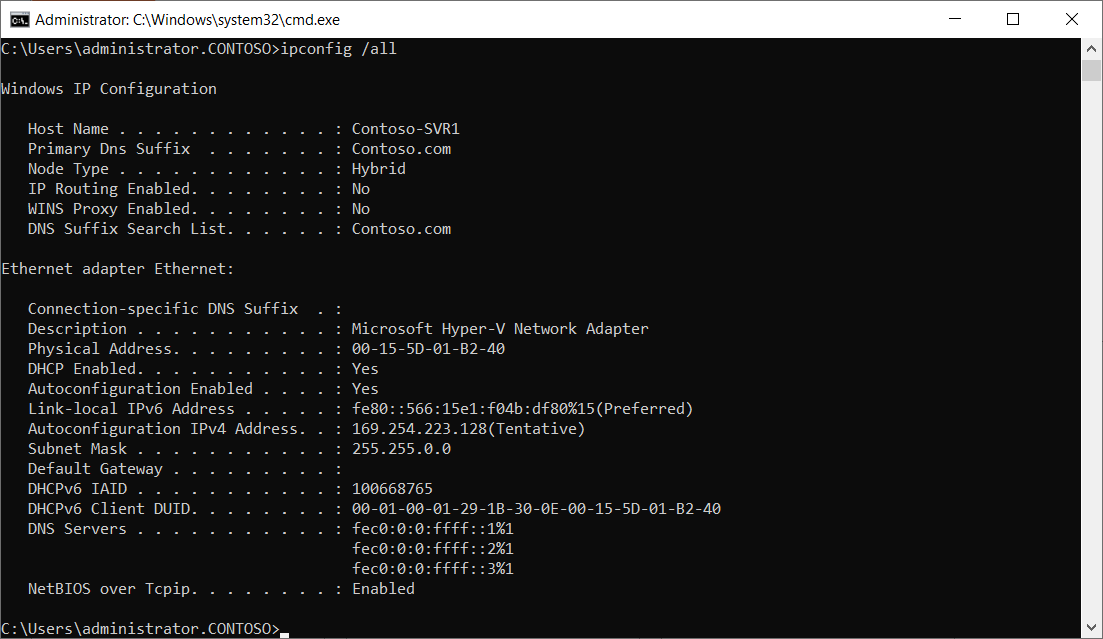 Administrator: C:\Windows\system32\cmd.exe
C:\Users\administrator.CONTOSO>ipconfig /all
Windows IP Configuration
   Host Name . . . . . . . . . . . . : Contoso-SVR1
   Primary Dns Suffix  . . . . . . . : Contoso.com
   Node Type . . . . . . . . . . . . : Hybrid
   IP Routing Enabled. . . . . . . . : No
   WINS Proxy Enabled. . . . . . . . : No
   DNS Suffix Search List. . . . . . : Contoso.com
Ethernet adapter Ethernet:
   Connection-specific DNS Suffix  . :
   Description . . . . . . . . . . . : Microsoft Hyper-V Network Adapter
   Physical Address. . . . . . . . . : 00-15-5D-01-B2-40
   DHCP Enabled. . . . . . . . . . . : Yes
   Autoconfiguration Enabled . . . . : Yes
   Link-local IPv6 Address . . . . . : fe80::566:15e1:f04b:df80%15(Preferred)
   Autoconfiguration IPv4 Address. . : 169.254.223.128(Tentative)
   Subnet Mask . . . . . . . . . . . : 255.255.0.0
   Default Gateway . . . . . . . . . :
   DHCPv6 IAID . . . . . . . . . . . : 100668765
   DHCPv6 Client DUID. . . . . . . . : 00-01-00-01-29-1B-30-0E-00-15-5D-01-B2-40
   DNS Servers . . . . . . . . . . . : fec0:0:0:ffff::1%1
                                       fec0:0:0:ffff::2%1
                                       fec0:0:0:ffff::3%1
   NetBIOS over Tcpip. . . . . . . . : Enabled
C:\Users\administrator.CONTOSO>